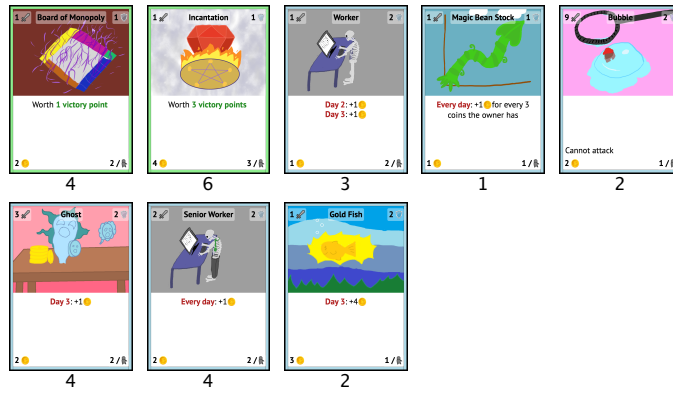 1 Board of Monopoly 1
Worth 1 victory point
2 2 /
4
1 Incantation 1
Worth 3 victory points
4 3 /
6
1 Worker 2
Day 2: +1
Day 3: +1
1 2 /
3
1 Magic Bean Stock 2
Every day: +1 for every 3
coins the owner has
1 1 /
1
9 Bubble 2
Cannot attack
2 1 /
2
3 Ghost 2
Day 3: +1
2 2 /
4
2 Senior Worker 2
Every day: +1
2 2 /
4
1 Gold Fish 2
Day 3: +4
3 1 /
2